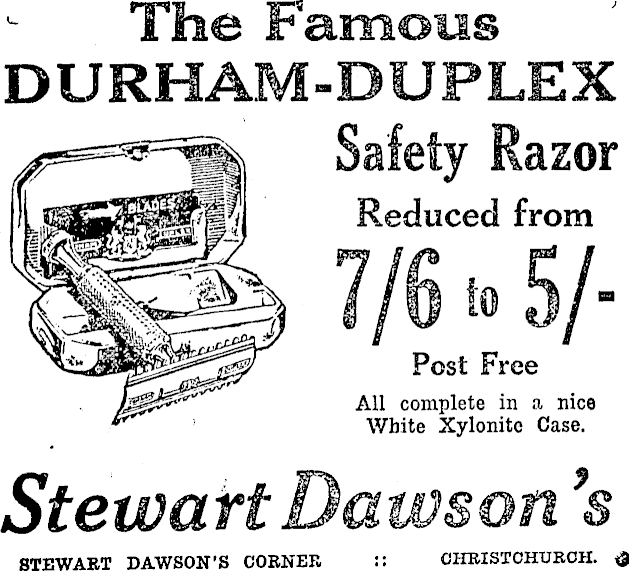 The Famous
DURHAM-DUPLEX
Safety Razor
Reduced from
7/6 to 5/-
Post Free
All complete in a nice
White Xylonite Case.
BLADES
Stewart Dawson's
STEWART DAWSON'S CORNER :: CHRISTCHURCH.